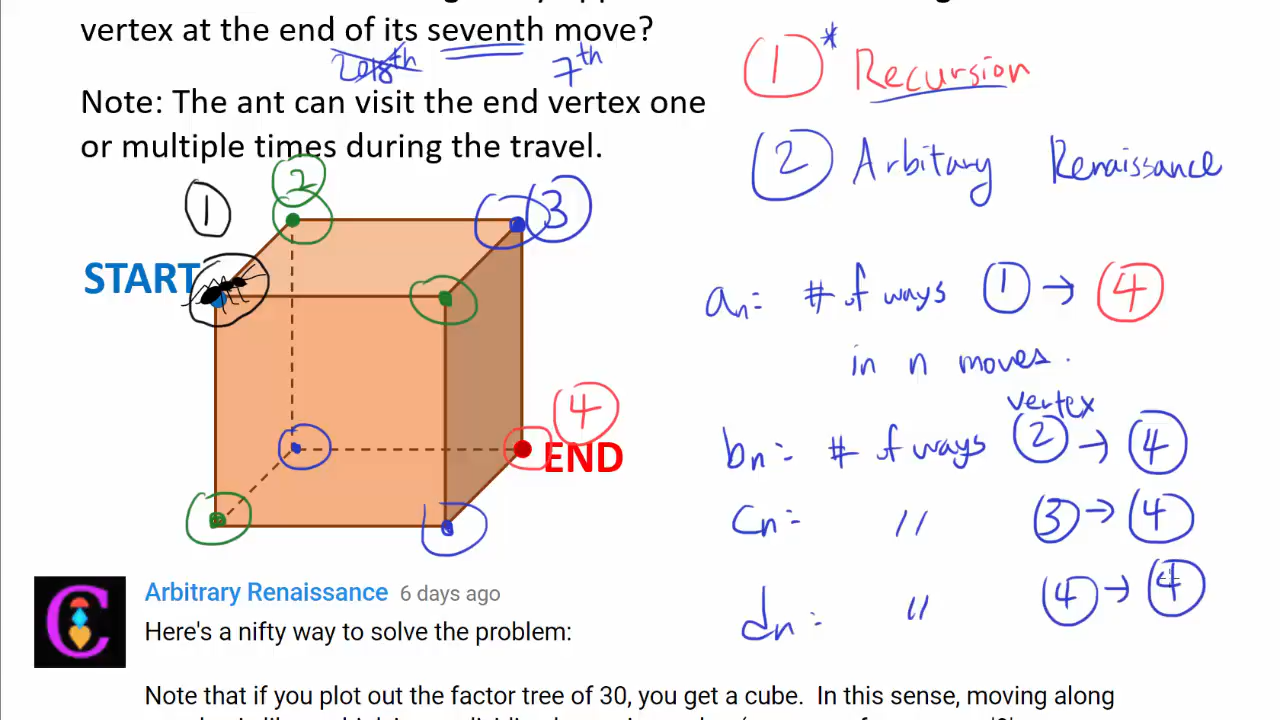 vertex at the end of its seventh move?
2018th 7th
Note: The ant can visit the end vertex one
or multiple times during the travel.
1* Recursion
2 Arbitary Renaissance
1
2
3
START
4
END
an = # of ways 1 → 4
in n moves.
vertex
bn = # of ways 2 → 4
cn = // 3 → 4
dn = // 4 → 4
Arbitrary Renaissance 6 days ago
Here's a nifty way to solve the problem:
Note that if you plot out the factor tree of 30, you get a cube. In this sense, moving along